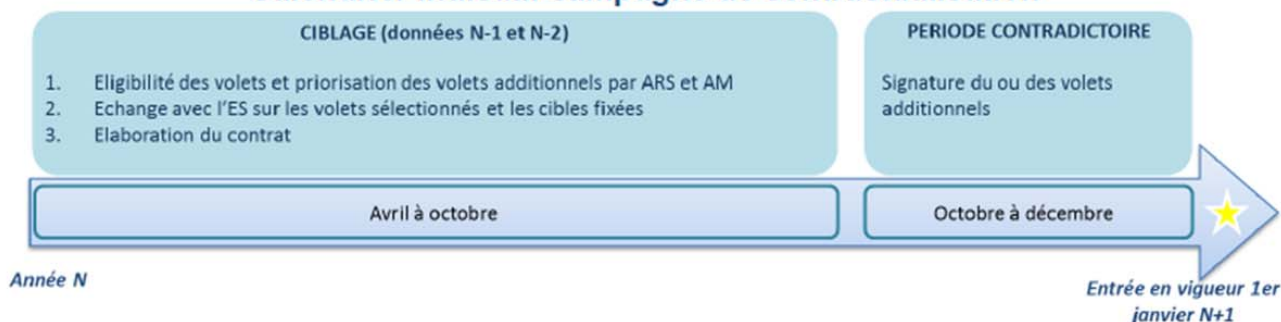 CIBLAGE (données N-1 et N-2)
1. Eligibilité des volets et priorisation des volets additionnels par ARS et AM
2. Echange avec l'ES sur les volets sélectionnés et les cibles fixées
3. Elaboration du contrat
PERIODE CONTRADICTOIRE
Signature du ou des volets
additionnels
Avril à octobre
Octobre à décembre
Année N
Entrée en vigueur 1er
janvier N+1